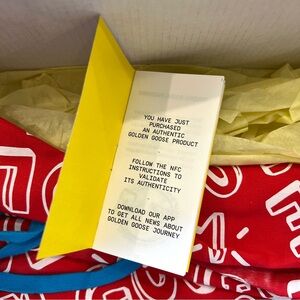 YOU HAVE JUST
PURCHASED
AN AUTHENTIC
GOLDEN GOOSE PRODUCT
FOLLOW THE NFC
INSTRUCTIONS TO
VALIDATE
ITS AUTHENTICITY
DOWNLOAD OUR APP
TO GET ALL NEWS ABOUT
GOLDEN GOOSE JOURNEY